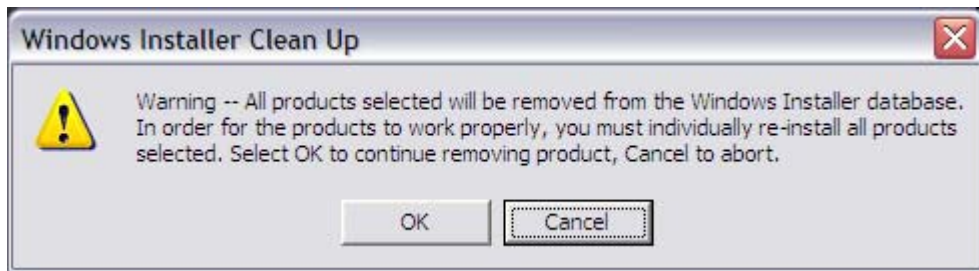 Windows Installer Clean Up
Warning -- All products selected will be removed from the Windows Installer database.
In order for the products to work properly, you must individually re-install all products
selected. Select OK to continue removing product, Cancel to abort.
OK
Cancel